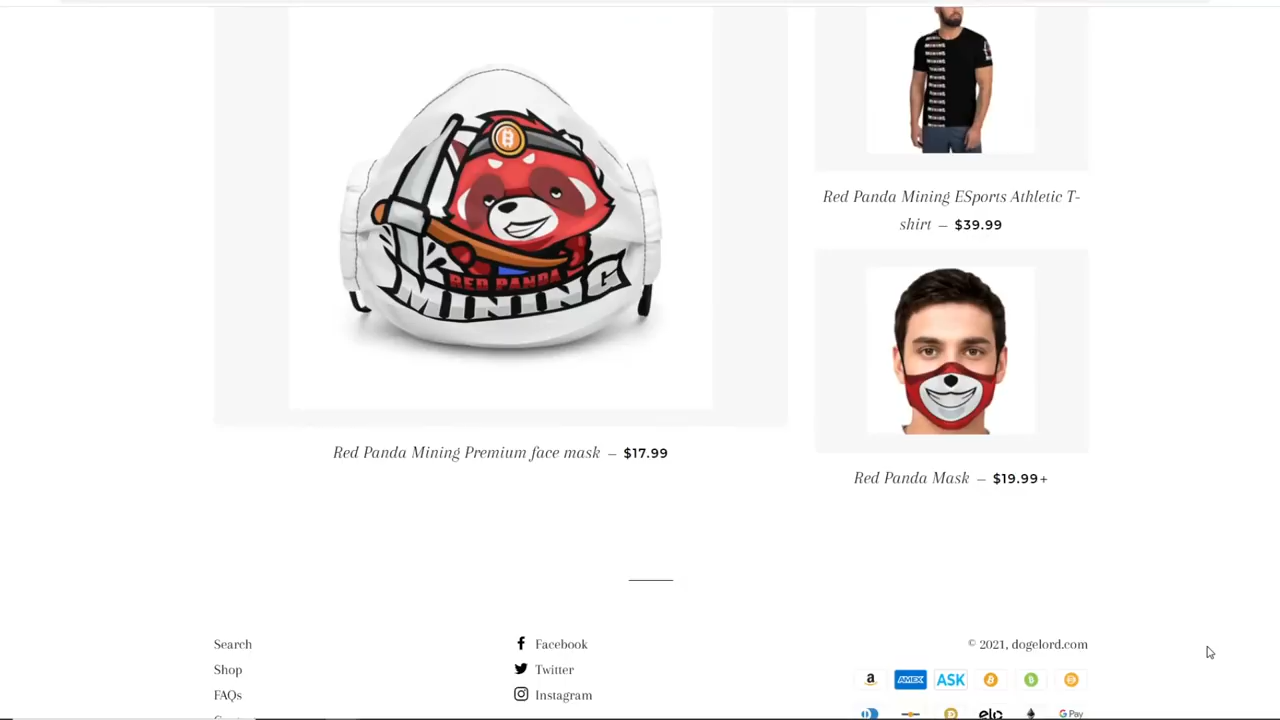 RED PANDA
MINING
Red Panda Mining Premium face mask — $17.99
Red Panda Mining ESports Athletic T-
shirt — $39.99
Red Panda Mask — $19.99+
Search
Shop
FAQs
Facebook
Twitter
Instagram
© 2021, dogelord.com
a AMEX ASK
elo G Pay